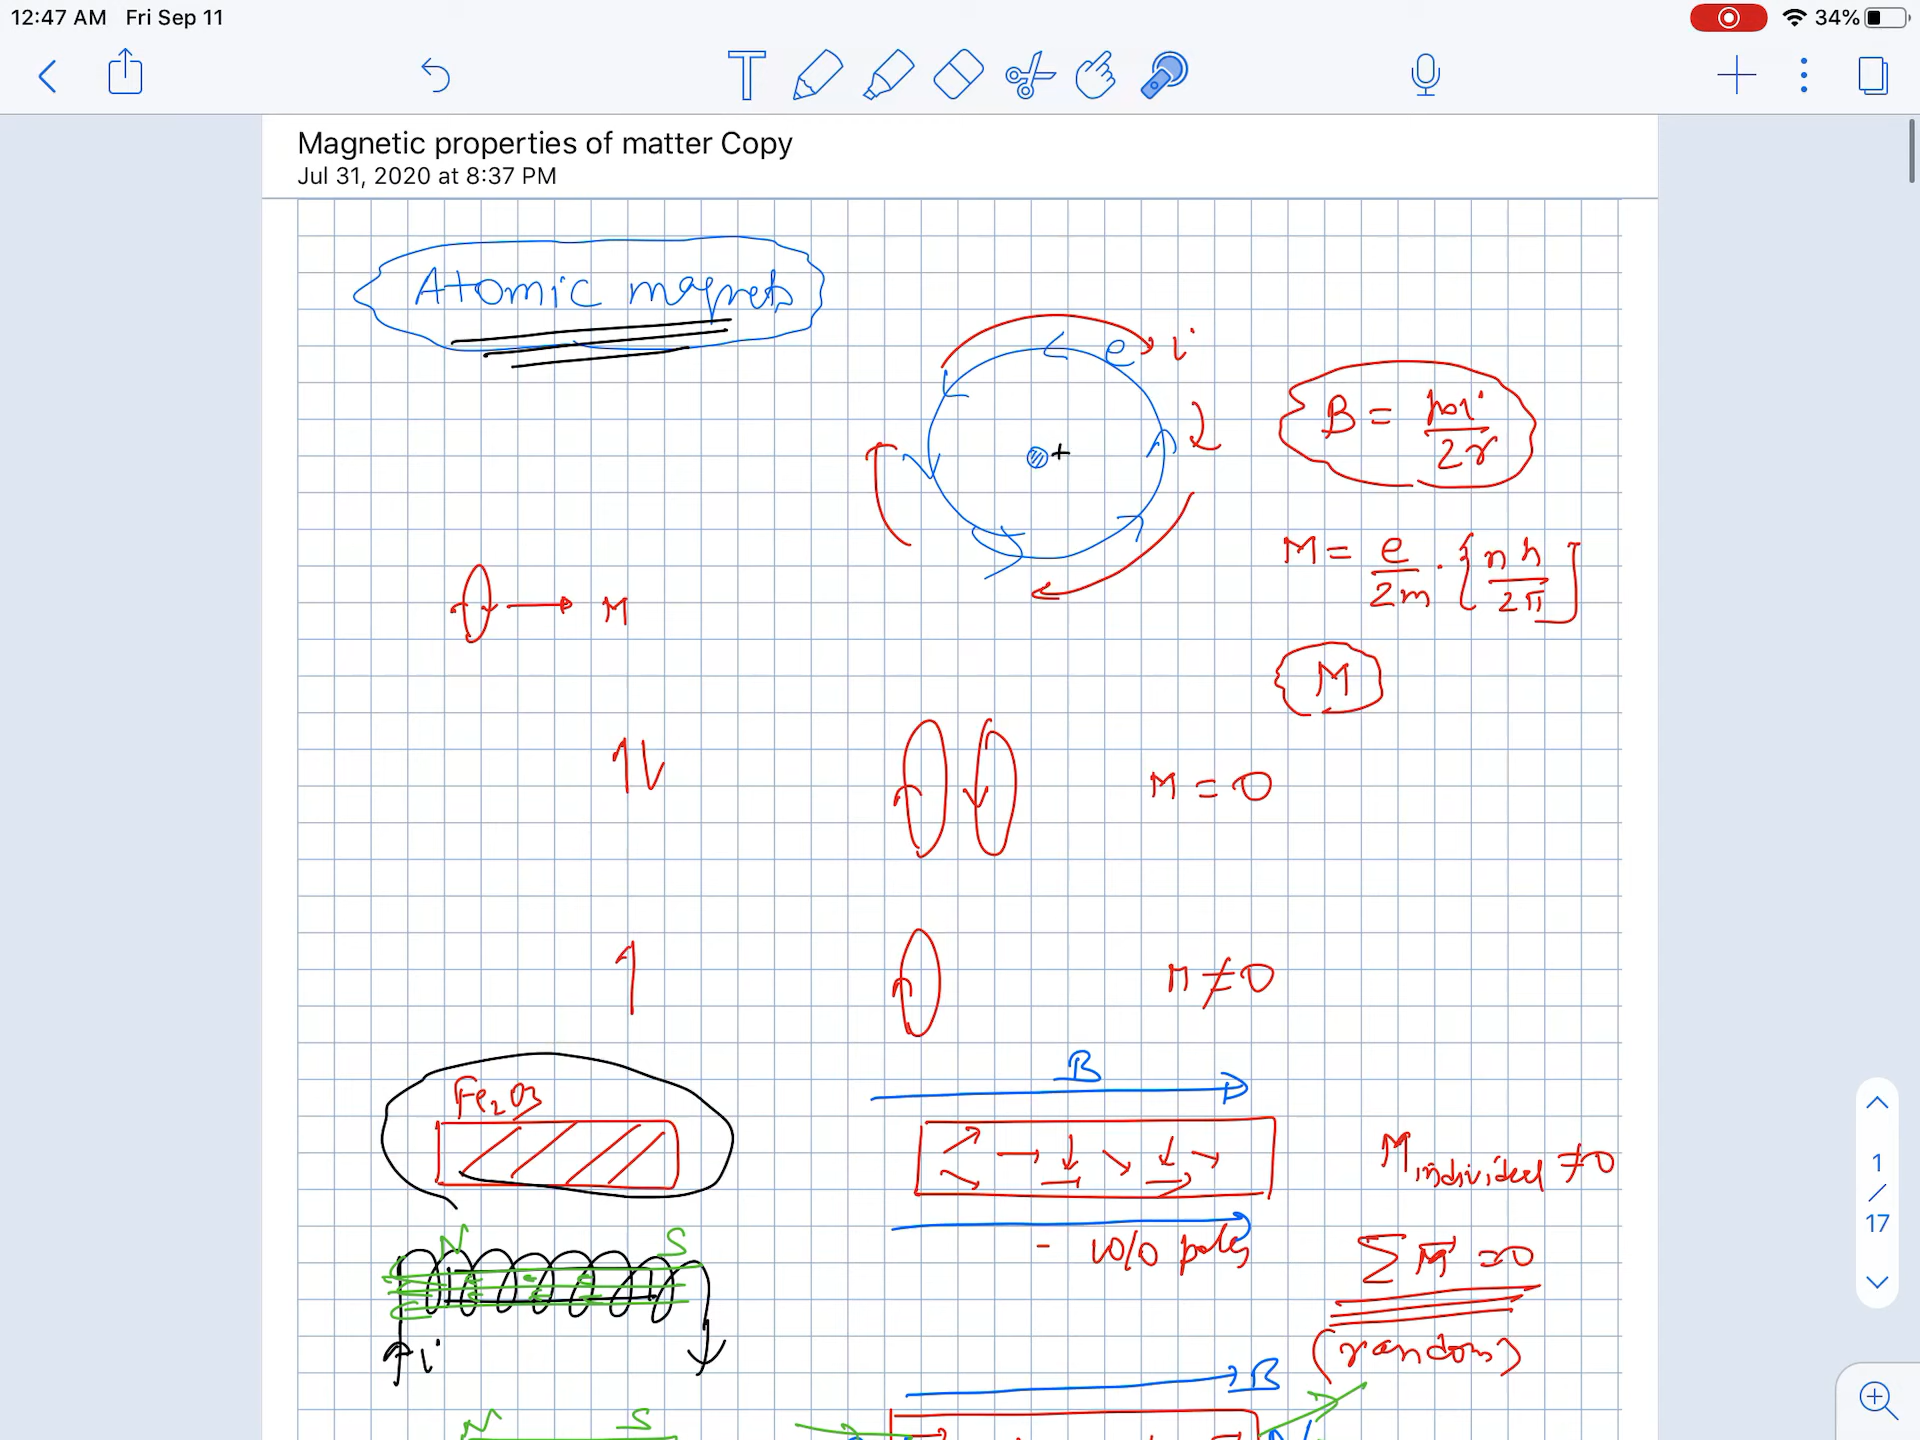 12:47 AM Fri Sep 11
34%
Magnetic properties of matter Copy
Jul 31, 2020 at 8:37 PM
Atomic magnets
e i
+
B = μ0i / 2r
M = e/2m · {nh/2π]
M
M
M = 0
M ≠ 0
Fe2O3
B
M individual ≠ 0
N S
- w/o poles
∑ M⃗ = 0
(random)
i
B
N S
1
/
17